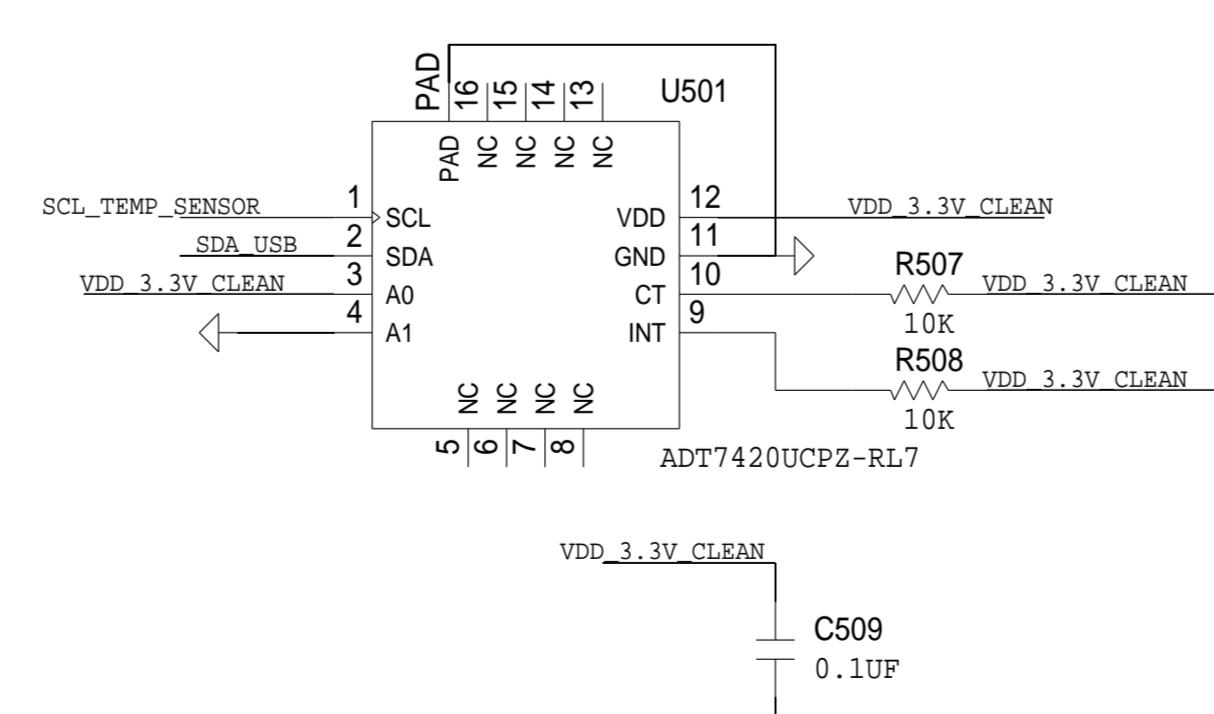 PAD
16
15
14
13
U501
PAD
NC
NC
NC
NC
SCL_TEMP_SENSOR
1
SCL
VDD
12
VDD_3.3V_CLEAN
SDA_USB
2
SDA
GND
11
VDD_3.3V_CLEAN
3
A0
CT
10
R507
10K
VDD_3.3V_CLEAN
4
A1
INT
9
R508
10K
VDD_3.3V_CLEAN
NC
NC
NC
NC
5
6
7
8
ADT7420UCPZ-RL7
VDD_3.3V_CLEAN
C509
0.1UF